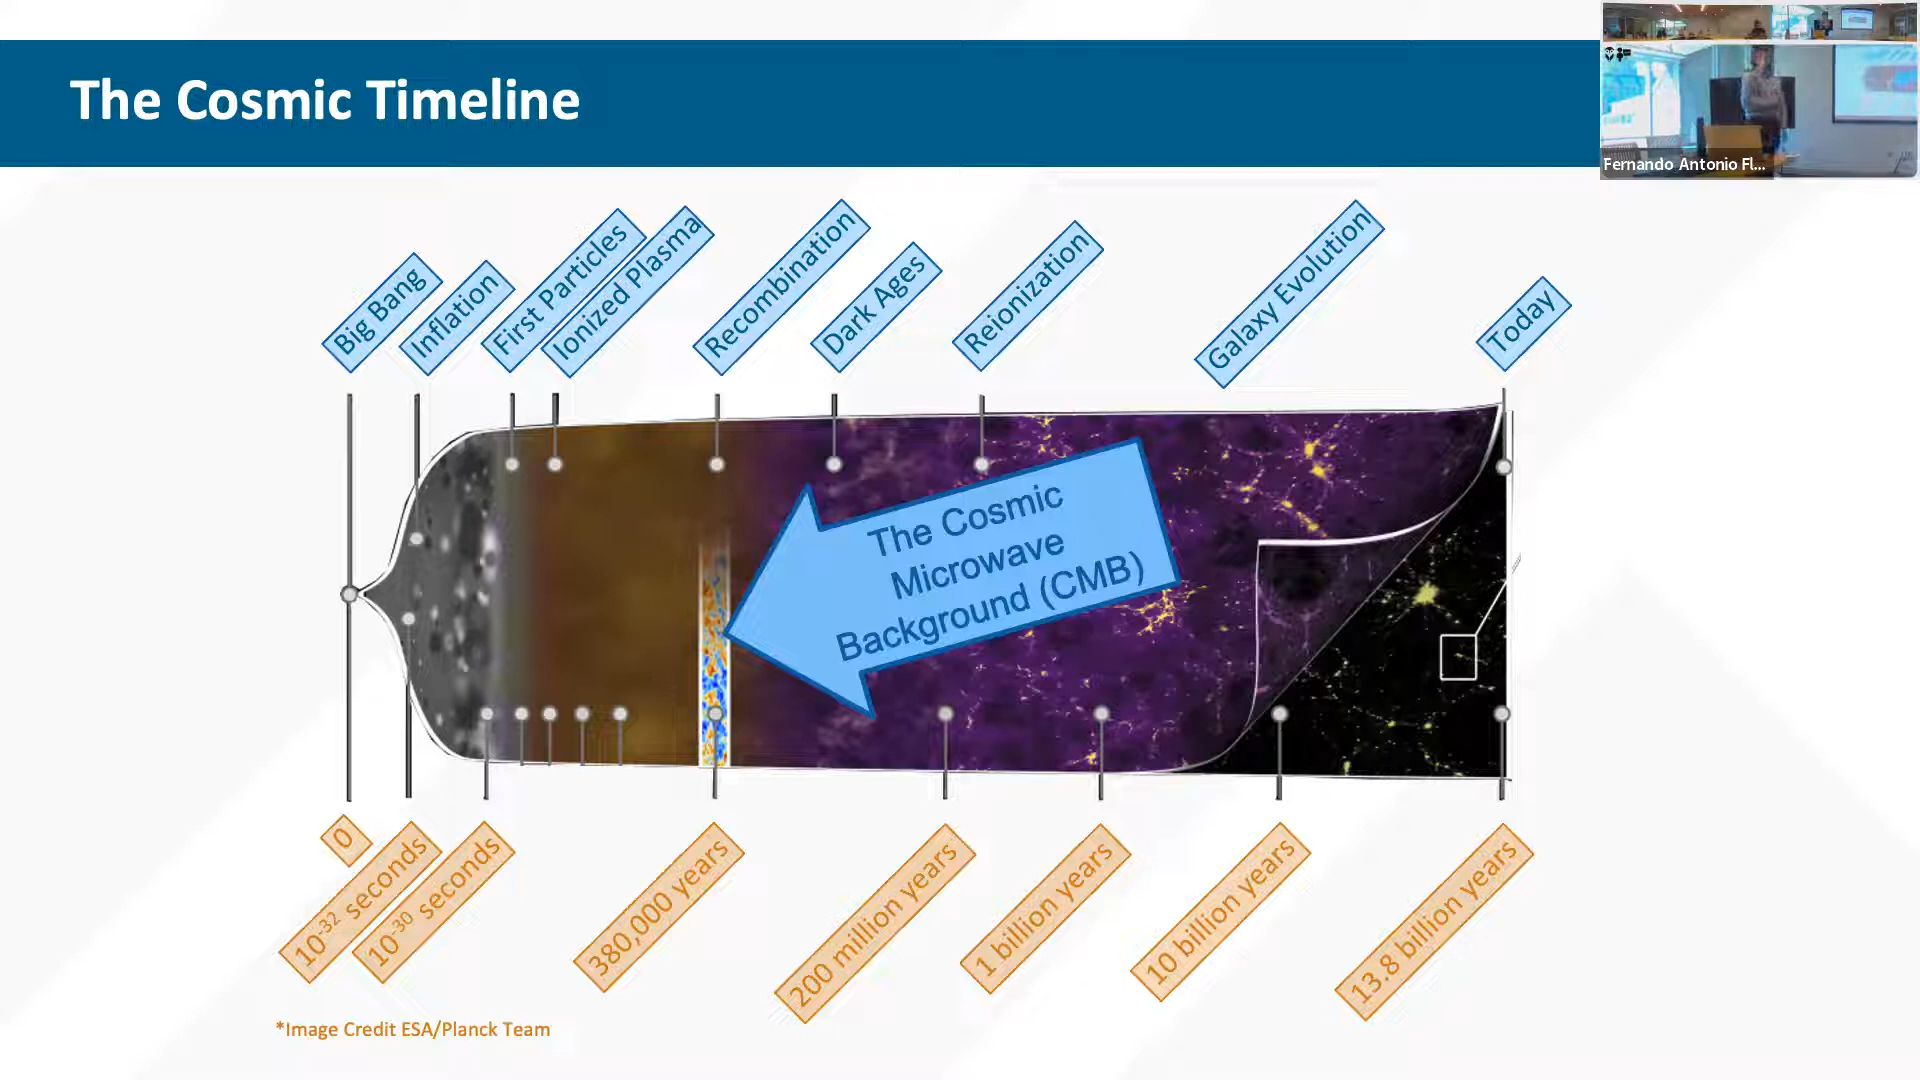 The Cosmic Timeline
Fernando Antonio Fl...
Big Bang
Inflation
First Particles
Ionized Plasma
Recombination
Dark Ages
Reionization
Galaxy Evolution
Today
The Cosmic
Microwave
Background (CMB)
0
10-32 seconds
10-30 seconds
380,000 years
200 million years
1 billion years
10 billion years
13.8 billion years
*Image Credit ESA/Planck Team